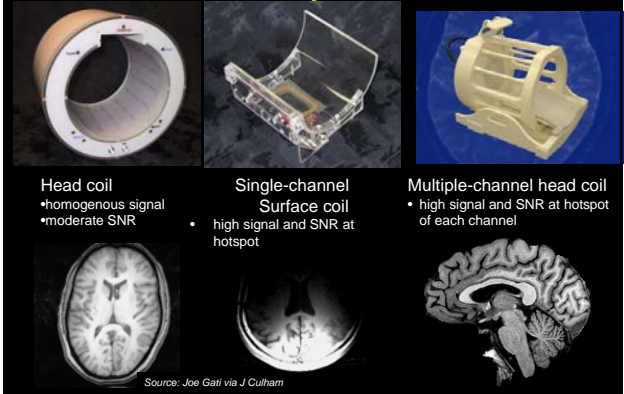 Head coil
•homogenous signal
•moderate SNR
Single-channel
Surface coil
• high signal and SNR at
hotspot
Multiple-channel head coil
• high signal and SNR at hotspot
of each channel
Source: Joe Gati via J Culham